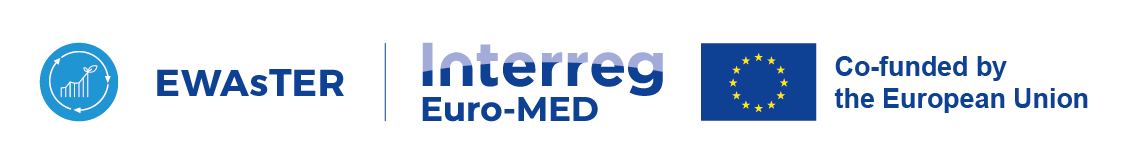 EWAsTER
Interreg
Euro-MED
Co-funded by
the European Union